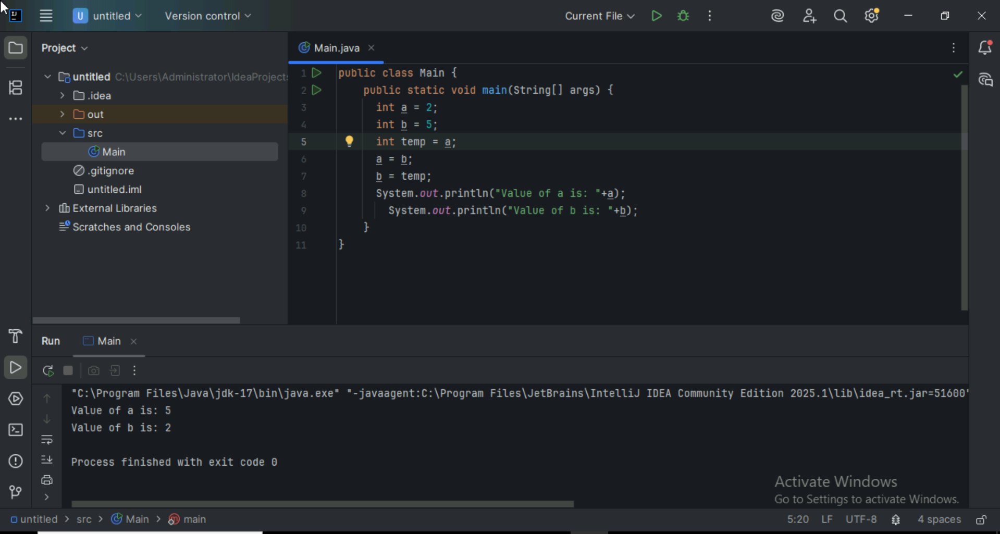 IJ
U untitled Version control Current File
Project
Main.java
untitled C:\Users\Administrator\IdeaProjects
.idea
out
src
Main
.gitignore
untitled.iml
External Libraries
Scratches and Consoles
1 public class Main {
2 public static void main(String[] args) {
3 int a = 2;
4 int b = 5;
5 int temp = a;
6 a = b;
7 b = temp;
8 System.out.println("Value of a is: "+a);
9 System.out.println("Value of b is: "+b);
10 }
11 }
Run Main
"C:\Program Files\Java\jdk-17\bin\java.exe" "-javaagent:C:\Program Files\JetBrains\IntelliJ IDEA Community Edition 2025.1\lib\idea_rt.jar=51600"
Value of a is: 5
Value of b is: 2
Process finished with exit code 0
Activate Windows
Go to Settings to activate Windows.
untitled > src > Main > main 5:20 LF UTF-8 4 spaces